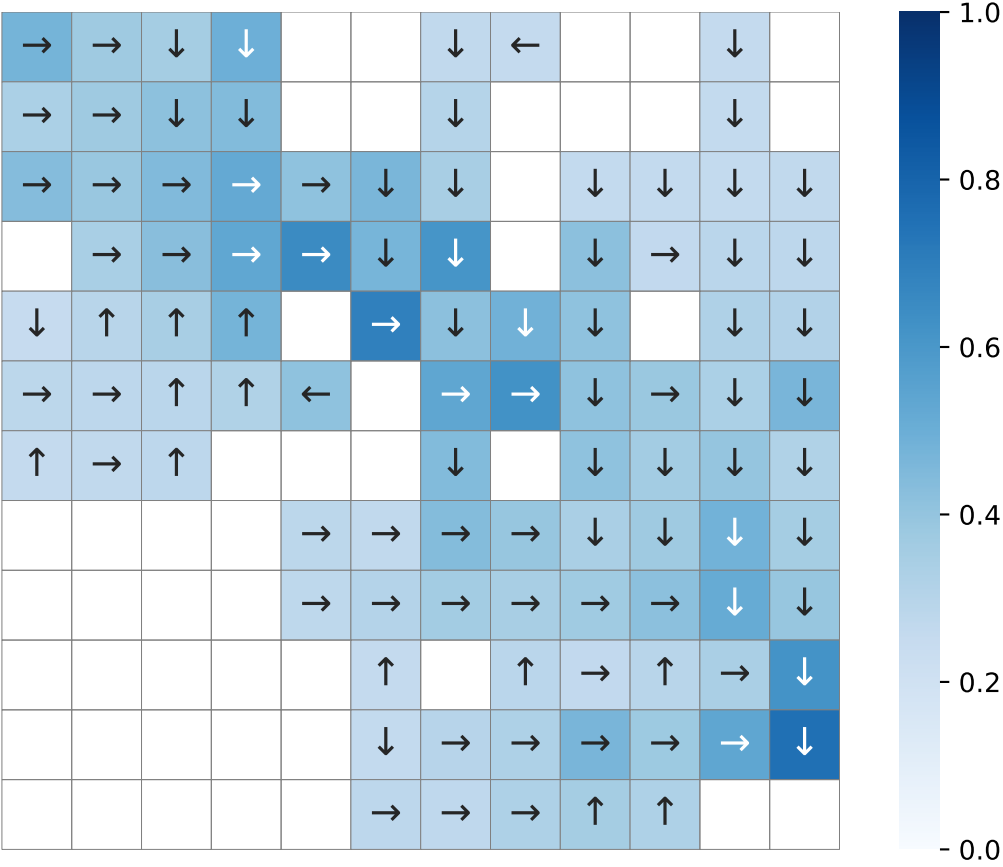 → → ↓ ↓ ↓ ← ↓
→ → ↓ ↓ ↓ ↓
→ → → → → ↓ ↓ ↓ ↓ ↓ ↓
→ → → → ↓ ↓ ↓ → ↓ ↓
↓ ↑ ↑ ↑ → ↓ ↓ ↓ ↓ ↓
→ → ↑ ↑ ← → → ↓ → ↓ ↓
↑ → ↑ ↓ ↓ ↓ ↓ ↓
→ → → → ↓ ↓ ↓ ↓
→ → → → → → ↓ ↓
↑ ↑ → ↑ → ↓
↓ → → → → → ↓
→ → → ↑ ↑
1.0
0.8
0.6
0.4
0.2
0.0